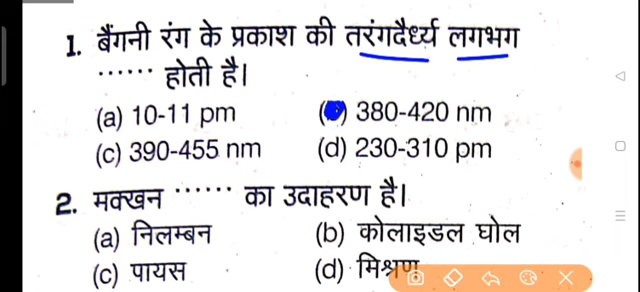 1. बैंगनी रंग के प्रकाश की तरंगदैर्ध्य लगभग
...... होती है।
(a) 10-11 pm () 380-420 nm
(c) 390-455 nm (d) 230-310 pm
2. मक्खन ...... का उदाहरण है।
(a) निलम्बन (b) कोलाइडल घोल
(c) पायस (d) मिश्रण